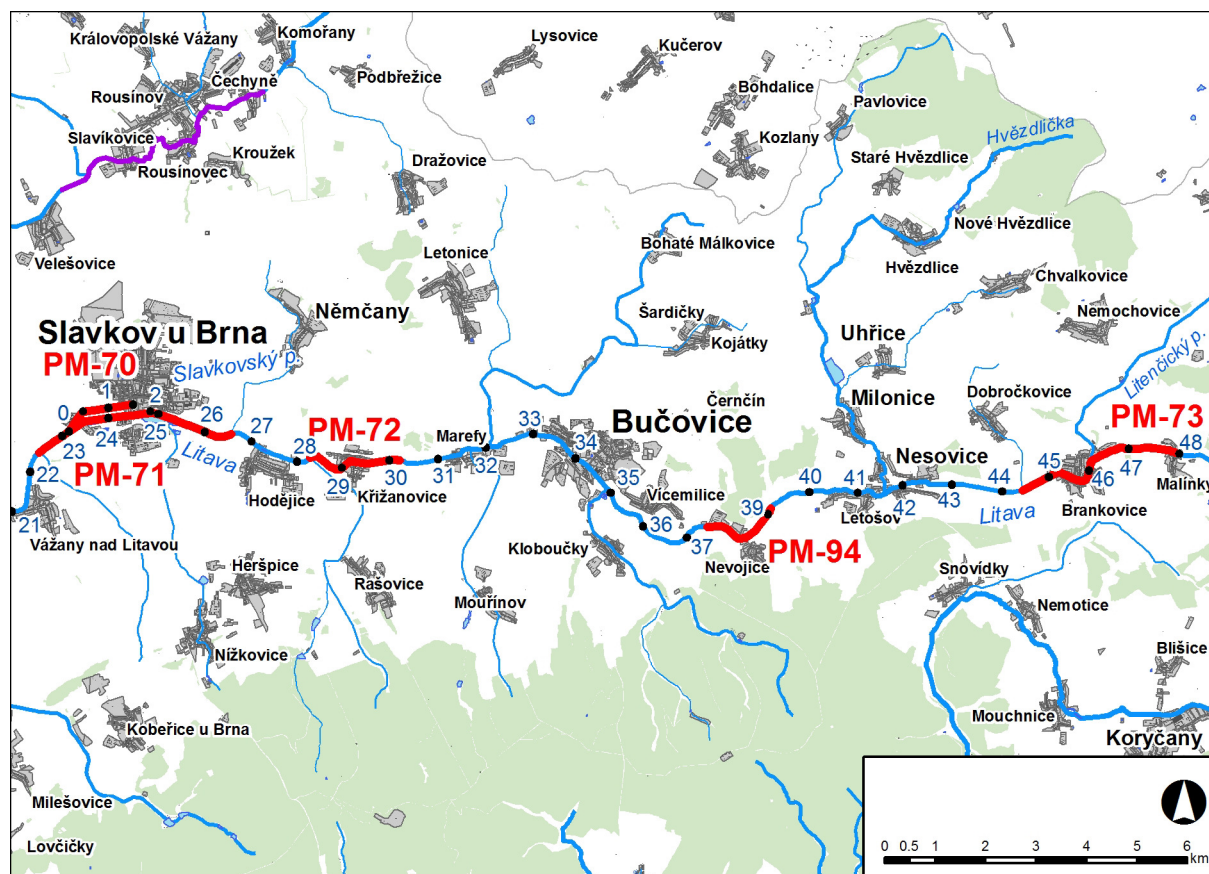 Královopolské Vážany
Komořany
Lysovice
Kučerov
Čechyně
Podbřežice
Bohdalice
Rousínov
Pavlovice
Slavíkovice
Kozlany
Hvězdlička
Kroužek
Dražovice
Staré Hvězdlice
Rousínovec
Nové Hvězdlice
Velešovice
Letonice
Bohaté Málkovice
Hvězdlice
Chvalkovice
Němčany
Šardičky
Nemochovice
Slavkov u Brna
Kojátky
Uhřice
PM-70
Slavkovský p.
Litenčický p.
Dobročkovice
Černčín
Milonice
0
1
2
Bučovice
PM-73
24
25
26
33
23
27
PM-72
Marefy
34
Nesovice
48
22
PM-71
Litava
28
32
47
29
30
31
35
40
41
44
45
46
Malínky
Hodějice
Křižanovice
Vícemilice
42
43
21
39
Letošov
Litava
Brankovice
Vážany nad Litavou
36
37
Kloboučky
PM-94
Nevojice
Heršpice
Snovídky
Rašovice
Mouřínov
Nemotice
Nížkovice
Blišice
Kobeřice u Brna
Mouchnice
Koryčany
Milešovice
Lovčičky
0 0.5 1 2 3 4 5 6
km